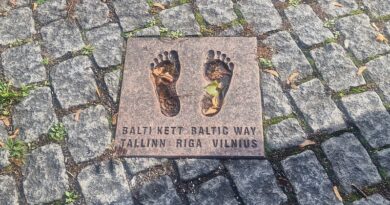 BALTI KETT BALTIC WAY
TALLINN RIGA VILNIUS